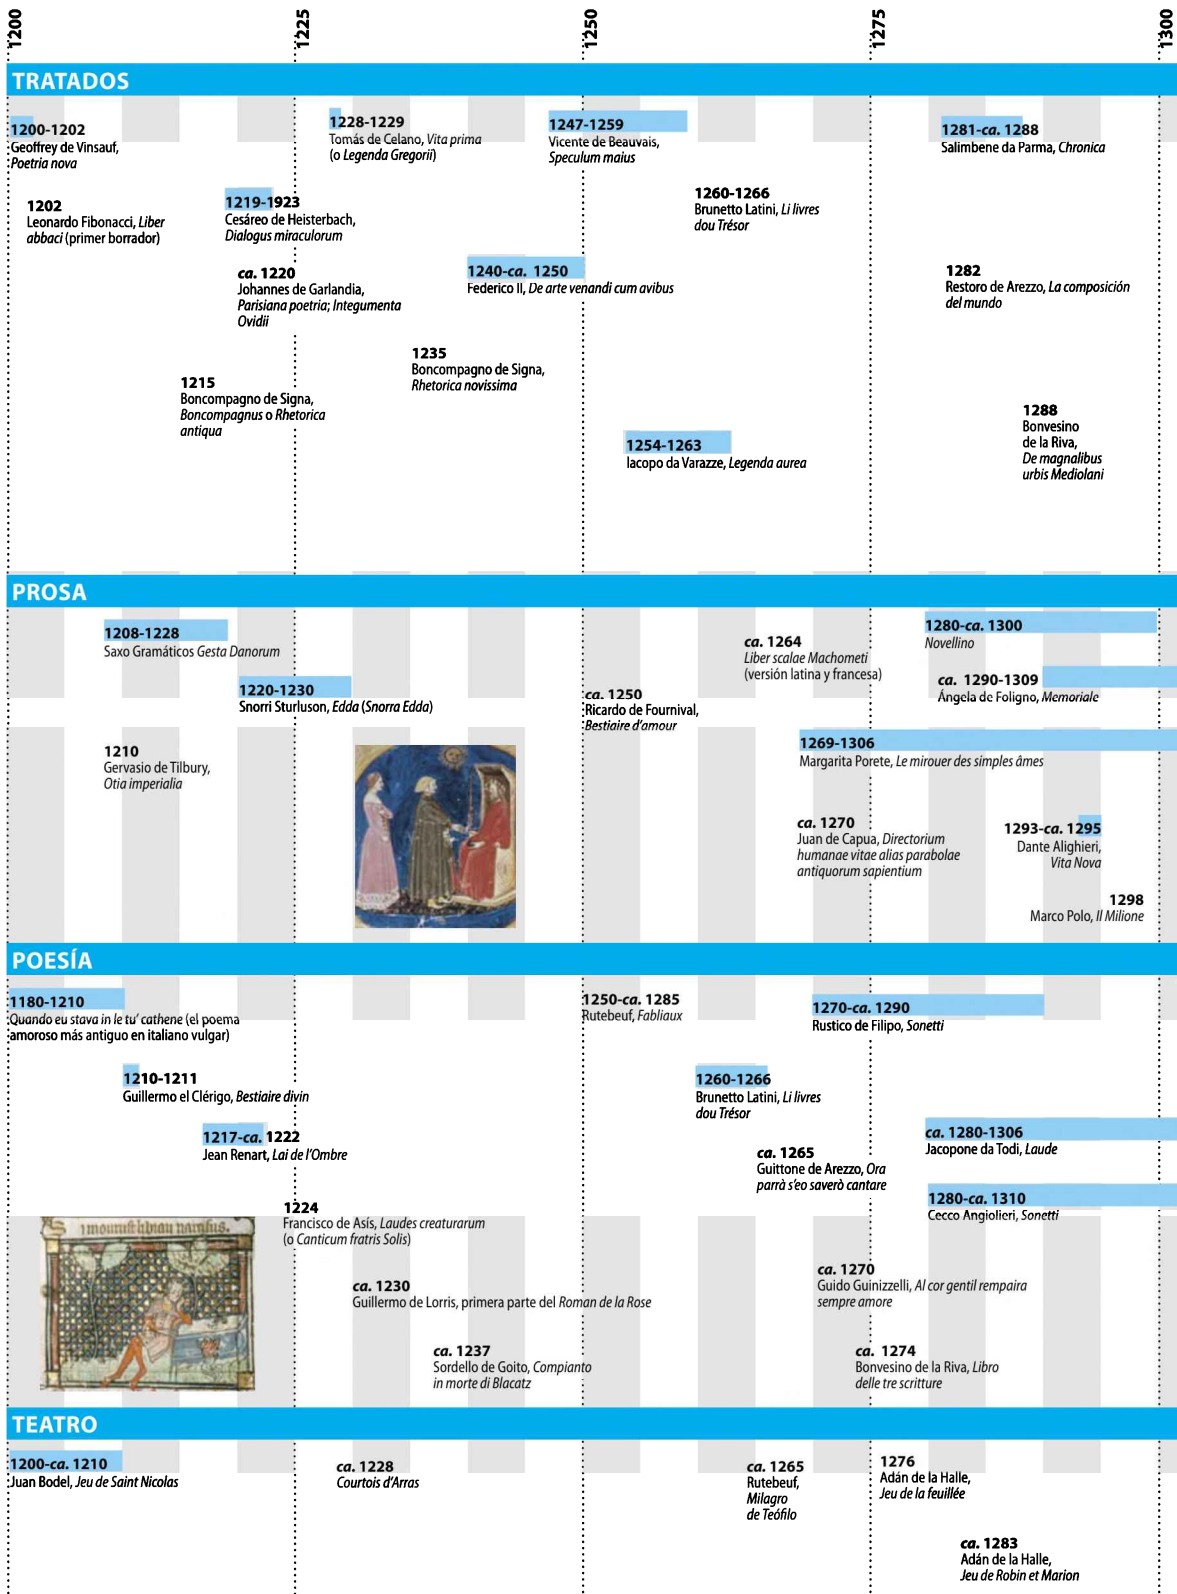 1200
1225
1250
1275
1300
TRATADOS
1200-1202
Geoffrey de Vinsauf,
Poetria nova
1228-1229
Tomás de Celano, Vita prima
(o Legenda Gregorii)
1247-1259
Vicente de Beauvais,
Speculum maius
1281-ca. 1288
Salimbene da Parma, Chronica
1202
Leonardo Fibonacci, Liber
abbaci (primer borrador)
1219-1923
Cesáreo de Heisterbach,
Dialogus miraculorum
1260-1266
Brunetto Latini, Li livres
dou Trésor
ca. 1220
Johannes de Garlandia,
Parisiana poetria; Integumenta
Ovidii
1240-ca. 1250
Federico II, De arte venandi cum avibus
1282
Restoro de Arezzo, La composición
del mundo
1215
Boncompagno de Signa,
Boncompagnus o Rhetorica
antiqua
1235
Boncompagno de Signa,
Rhetorica novissima
1254-1263
Iacopo da Varazze, Legenda aurea
1288
Bonvesino
de la Riva,
De magnalibus
urbis Mediolani
PROSA
1208-1228
Saxo Gramáticos Gesta Danorum
1220-1230
Snorri Sturluson, Edda (Snorra Edda)
1210
Gervasio de Tilbury,
Otia imperialia
ca. 1250
Ricardo de Fournival,
Bestiaire d'amour
ca. 1264
Liber scalae Machometi
(versión latina y francesa)
1280-ca. 1300
Novellino
ca. 1290-1309
Ángela de Foligno, Memoriale
1269-1306
Margarita Porete, Le mirouer des simples âmes
ca. 1270
Juan de Capua, Directorium
humanae vitae alias parabolae
antiquorum sapientium
1293-ca. 1295
Dante Alighieri,
Vita Nova
1298
Marco Polo, Il Milione
POESÍA
1180-1210
Quando eu stava in le tu' cathene (el poema
amoroso más antiguo en italiano vulgar)
1210-1211
Guillermo el Clérigo, Bestiaire divin
1217-ca. 1222
Jean Renart, Lai de l'Ombre
1224
Francisco de Asís, Laudes creaturarum
(o Canticum fratris Solis)
ca. 1230
Guillermo de Lorris, primera parte del Roman de la Rose
ca. 1237
Sordello de Goito, Compianto
in morte di Blacatz
1250-ca. 1285
Rutebeuf, Fabliaux
1260-1266
Brunetto Latini, Li livres
dou Trésor
ca. 1265
Guittone de Arezzo, Ora
parrà s'eo saverò cantare
1270-ca. 1290
Rustico de Filipo, Sonetti
ca. 1280-1306
Jacopone da Todi, Laude
1280-ca. 1310
Cecco Angiolieri, Sonetti
ca. 1270
Guido Guinizzelli, Al cor gentil rempaira
sempre amore
ca. 1274
Bonvesino de la Riva, Libro
delle tre scritture
TEATRO
1200-ca. 1210
Juan Bodel, Jeu de Saint Nicolas
ca. 1228
Courtois d'Arras
ca. 1265
Rutebeuf,
Milagro
de Teófilo
1276
Adán de la Halle,
Jeu de la feuillée
ca. 1283
Adán de la Halle,
Jeu de Robin et Marion